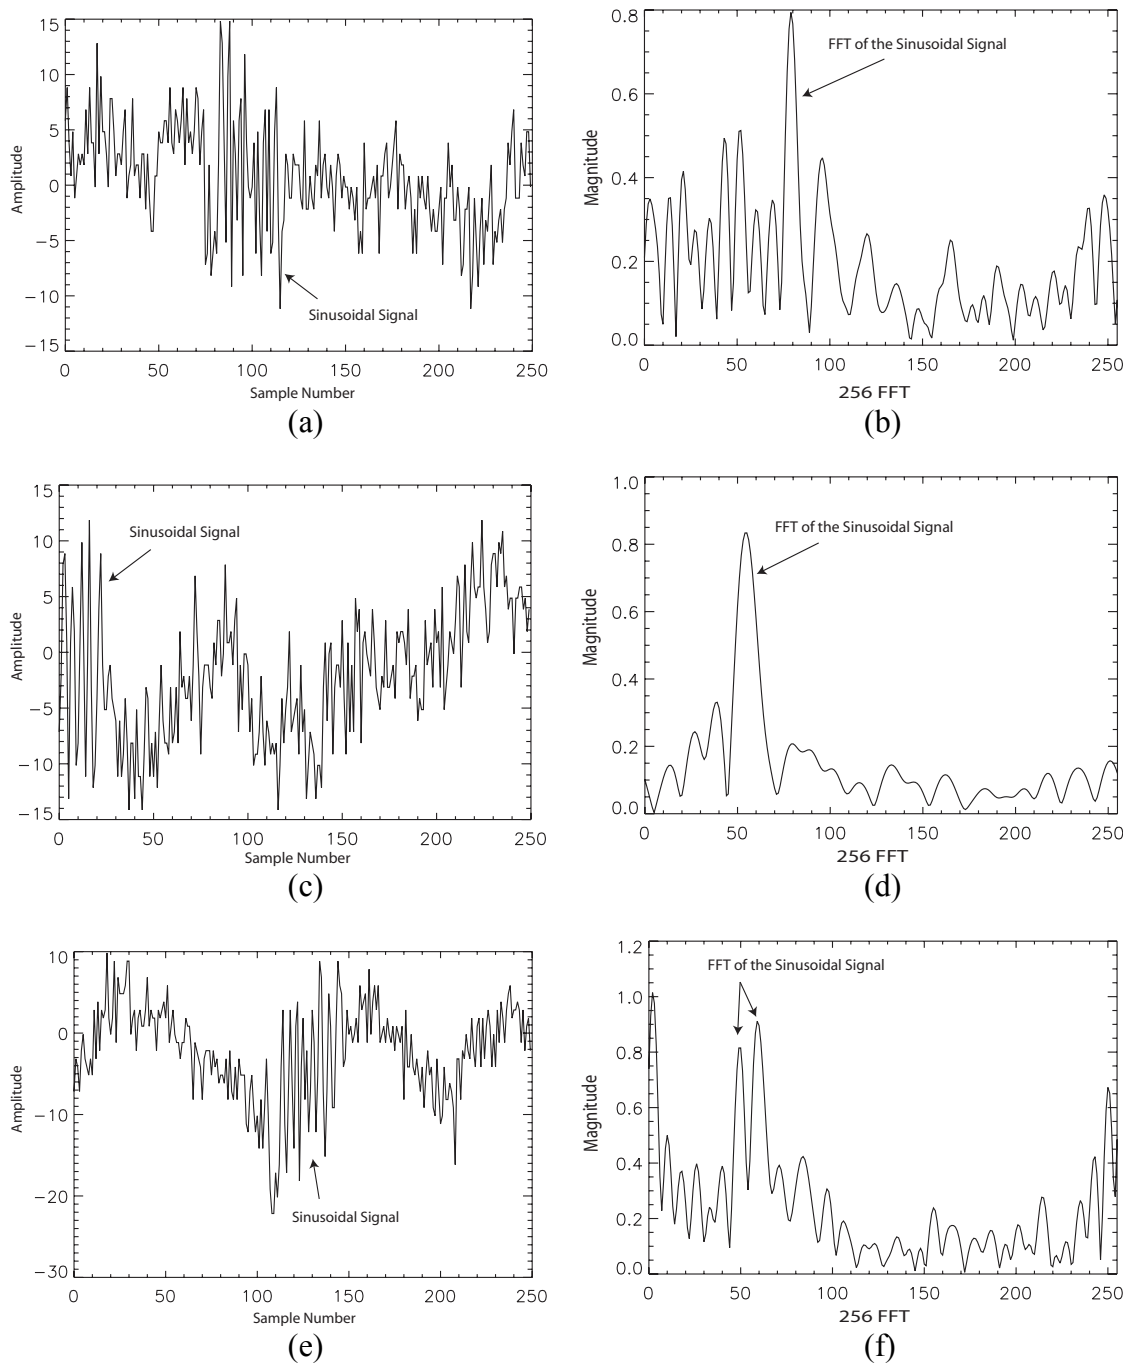 15
10
5
0
−5
−10
−15
Amplitude
Sinusoidal Signal
0 50 100 150 200 250
Sample Number
(a)
0.8
0.6
0.4
0.2
0.0
Magnitude
FFT of the Sinusoidal Signal
0 50 100 150 200 250
256 FFT
(b)
15
10
5
0
−5
−10
−15
Amplitude
Sinusoidal Signal
0 50 100 150 200 250
Sample Number
(c)
1.0
0.8
0.6
0.4
0.2
0.0
Magnitude
FFT of the Sinusoidal Signal
0 50 100 150 200 250
256 FFT
(d)
10
0
−10
−20
−30
Amplitude
Sinusoidal Signal
0 50 100 150 200 250
Sample Number
(e)
1.2
1.0
0.8
0.6
0.4
0.2
0.0
Magnitude
FFT of the Sinusoidal Signal
0 50 100 150 200 250
256 FFT
(f)